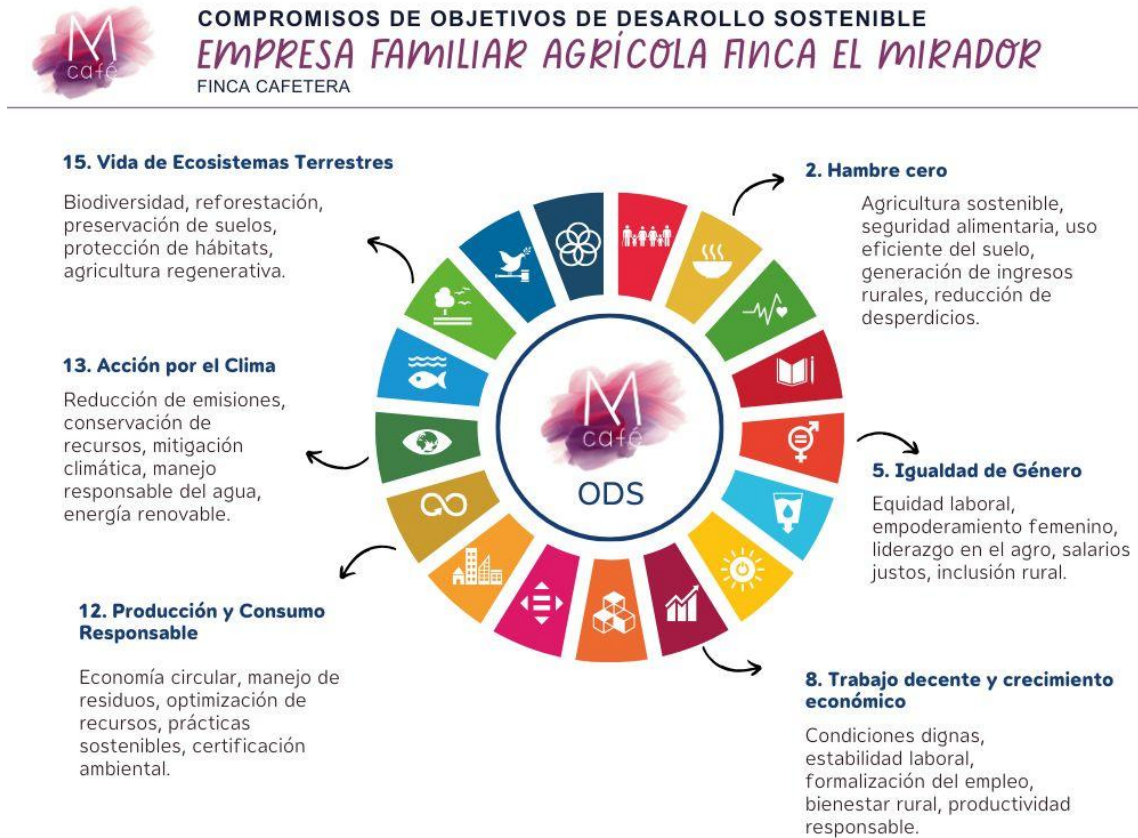 M
café
COMPROMISOS DE OBJETIVOS DE DESAROLLO SOSTENIBLE
EMPRESA FAMILIAR AGRÍCOLA FINCA EL MIRADOR
FINCA CAFETERA
15. Vida de Ecosistemas Terrestres
Biodiversidad, reforestación,
preservación de suelos,
protección de hábitats,
agricultura regenerativa.
13. Acción por el Clima
Reducción de emisiones,
conservación de
recursos, mitigación
climática, manejo
responsable del agua,
energía renovable.
12. Producción y Consumo
Responsable
Economía circular, manejo de
residuos, optimización de
recursos, prácticas
sostenibles, certificación
ambiental.
M
café
ODS
2. Hambre cero
Agricultura sostenible,
seguridad alimentaria, uso
eficiente del suelo,
generación de ingresos
rurales, reducción de
desperdicios.
5. Igualdad de Género
Equidad laboral,
empoderamiento femenino,
liderazgo en el agro, salarios
justos, inclusión rural.
8. Trabajo decente y crecimiento
económico
Condiciones dignas,
estabilidad laboral,
formalización del empleo,
bienestar rural, productividad
responsable.